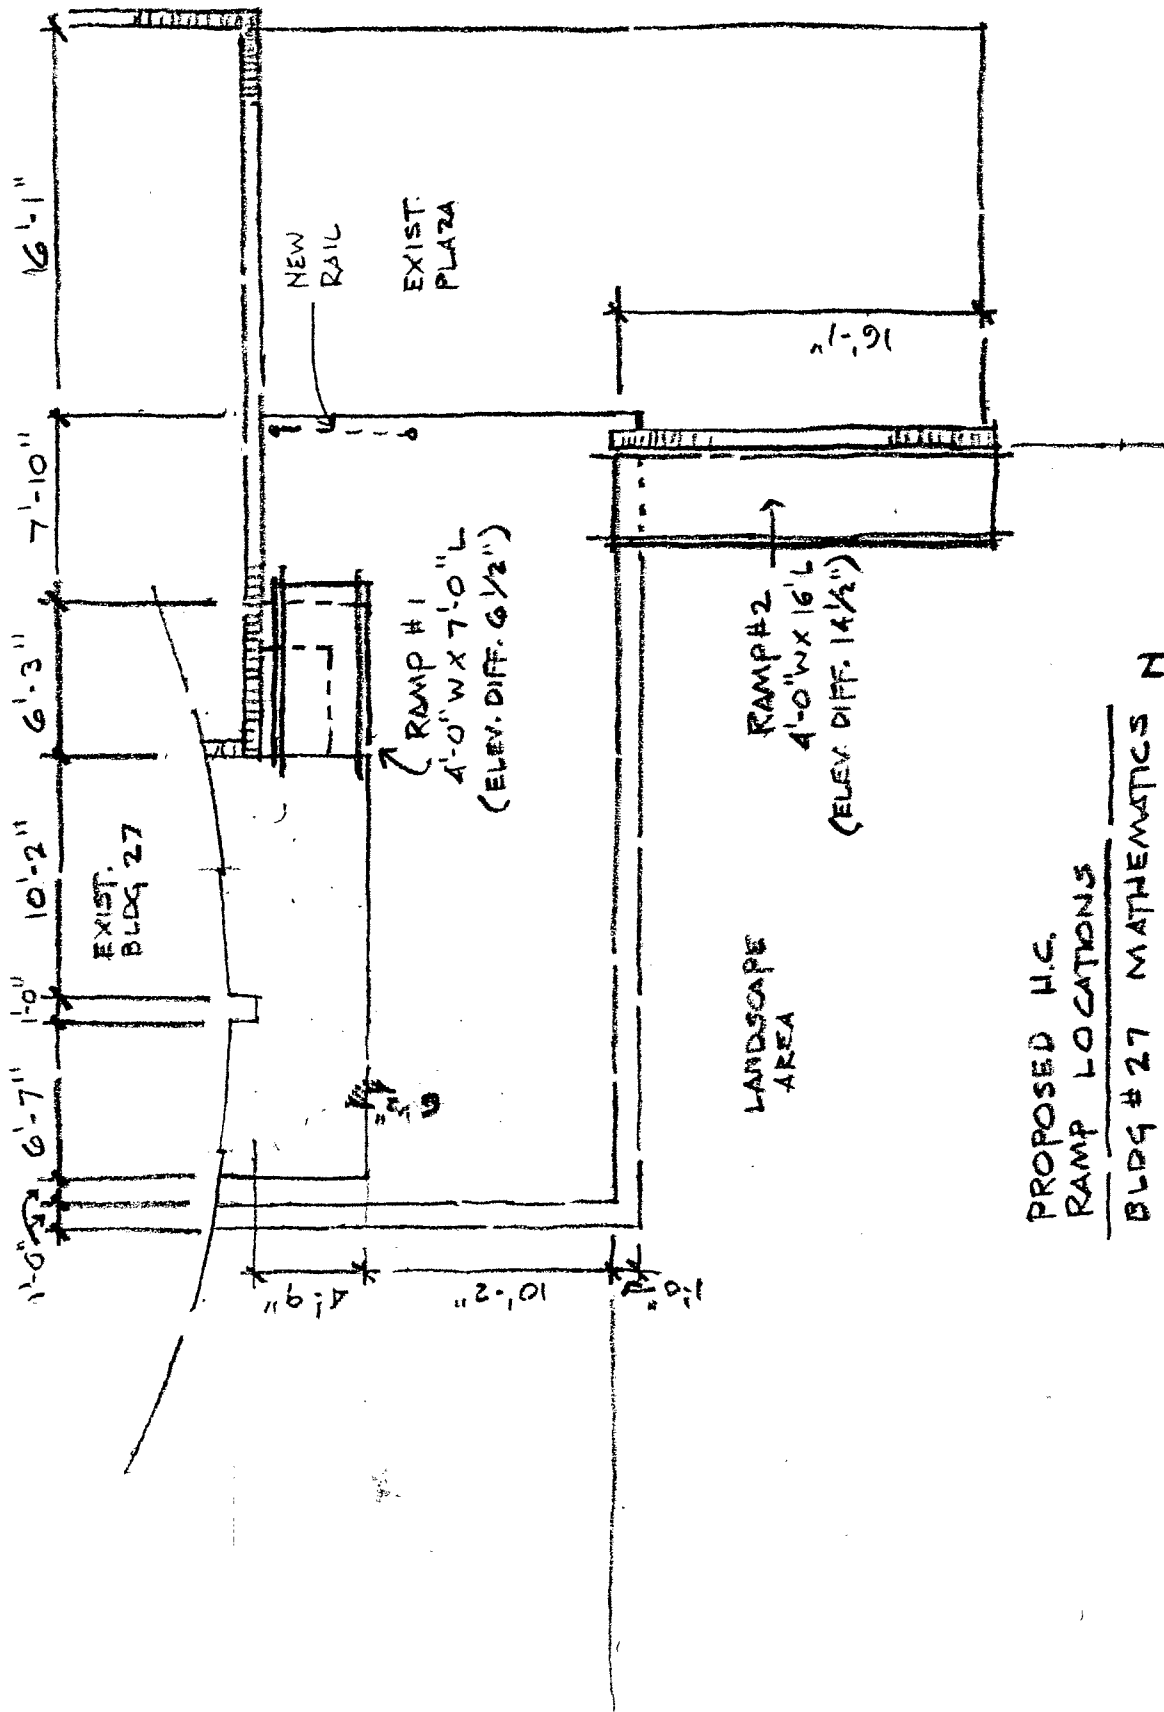 1'-0"
6'-7"
1'-0"
10'-2"
6'-3"
7'-10"
16'-1"
EXIST.
BLDG 27
NEW
RAIL
EXIST.
PLAZA
RAMP #1
4'-0" W X 7'-0" L
(ELEV. DIFF. 6 1/2")
4'-9"
10'-2"
1'-0"
16'-1"
LANDSCAPE
AREA
RAMP #2
4'-0" W X 16' L
(ELEV. DIFF. 14 1/2")
PROPOSED H.C.
RAMP LOCATIONS
BLDG #27 MATHEMATICS N